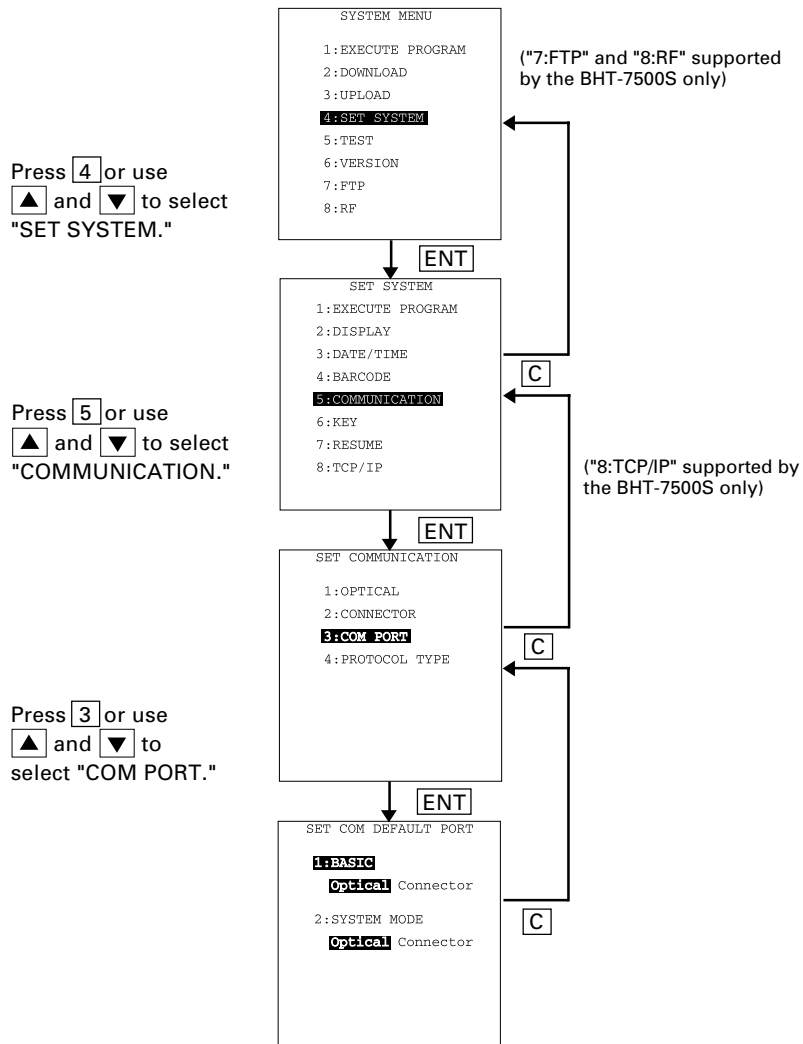 SYSTEM MENU
1:EXECUTE PROGRAM
2:DOWNLOAD
3:UPLOAD
4:SET SYSTEM
5:TEST
6:VERSION
7:FTP
8:RF
("7:FTP" and "8:RF" supported
by the BHT-7500S only)
Press 4 or use
▲ and ▼ to select
"SET SYSTEM."
ENT
SET SYSTEM
1:EXECUTE PROGRAM
2:DISPLAY
3:DATE/TIME
4:BARCODE
5:COMMUNICATION
6:KEY
7:RESUME
8:TCP/IP
C
Press 5 or use
▲ and ▼ to select
"COMMUNICATION."
("8:TCP/IP" supported by
the BHT-7500S only)
ENT
SET COMMUNICATION
1:OPTICAL
2:CONNECTOR
3:COM PORT
4:PROTOCOL TYPE
C
Press 3 or use
▲ and ▼ to
select "COM PORT."
ENT
SET COM DEFAULT PORT
1:BASIC
Optical Connector
2:SYSTEM MODE
Optical Connector
C